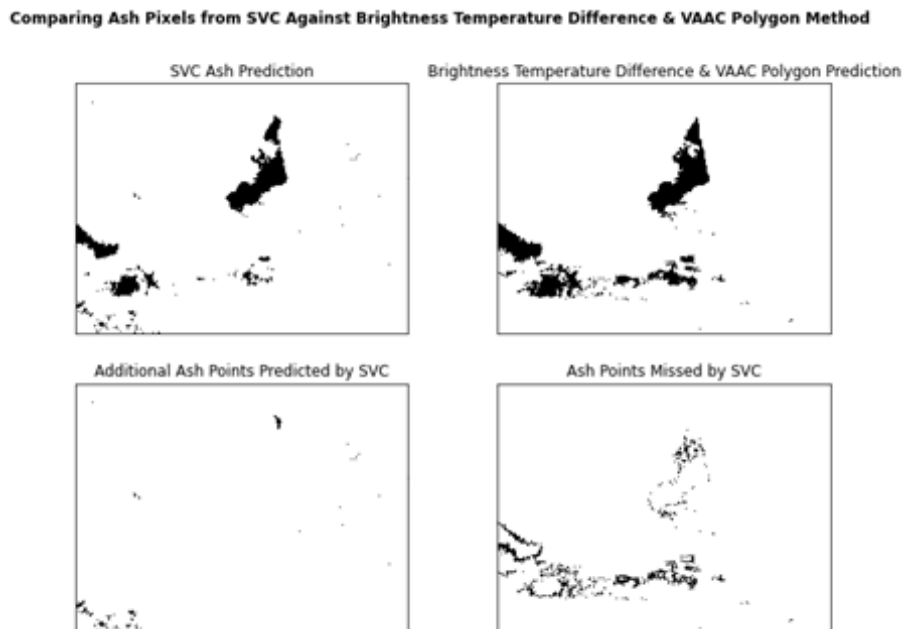 Comparing Ash Pixels from SVC Against Brightness Temperature Difference & VAAC Polygon Method
SVC Ash Prediction
Brightness Temperature Difference & VAAC Polygon Prediction
Additional Ash Points Predicted by SVC
Ash Points Missed by SVC